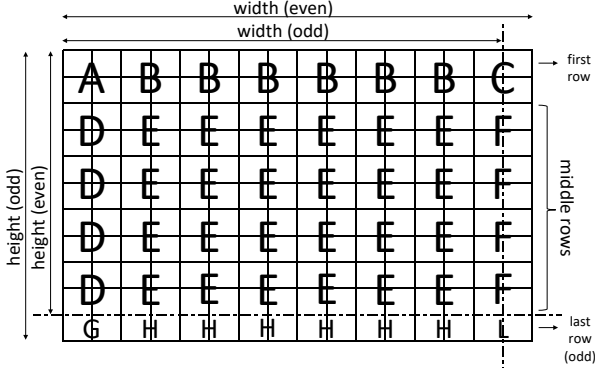 width (even)
width (odd)
A B B B B B B C
first
row
D E E E E E E F
D E E E E E E F
D E E E E E E F
D E E E E E E F
height (odd)
height (even)
middle rows
G H H H H H H L
last
row
(odd)